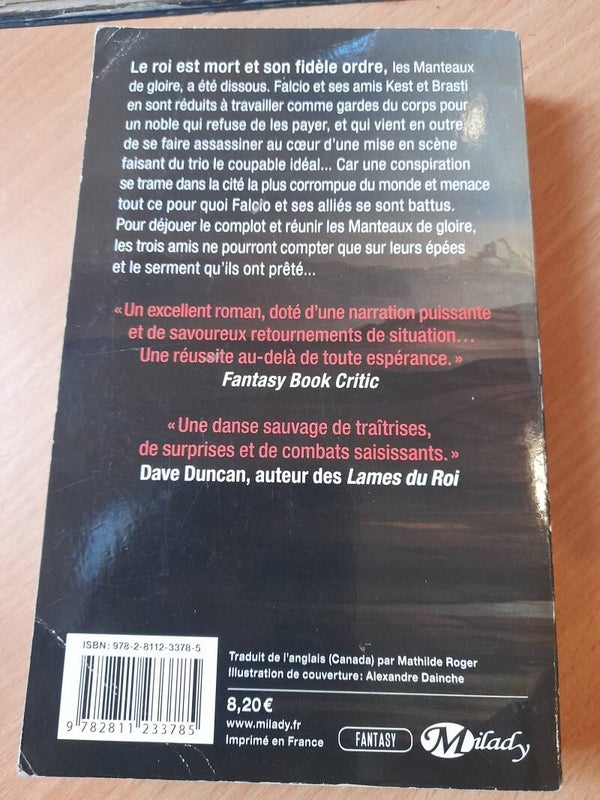 Le roi est mort et son fidèle ordre, les Manteaux
de gloire, a été dissous. Falcio et ses amis Kest et Brasti
en sont réduits à travailler comme gardes du corps pour
un noble qui refuse de les payer, et qui vient en outre
de se faire assassiner au cœur d'une mise en scène
faisant du trio le coupable idéal... Car une conspiration
se trame dans la cité la plus corrompue du monde et menace
tout ce pour quoi Falcio et ses alliés se sont battus.
Pour déjouer le complot et réunir les Manteaux de gloire,
les trois amis ne pourront compter que sur leurs épées
et le serment qu'ils ont prêté...
« Un excellent roman, doté d'une narration puissante
et de savoureux retournements de situation...
Une réussite au-delà de toute espérance. »
Fantasy Book Critic
« Une danse sauvage de traîtrises,
de surprises et de combats saisissants. »
Dave Duncan, auteur des Lames du Roi
ISBN: 978-2-8112-3378-5
9 782811 233785
Traduit de l'anglais (Canada) par Mathilde Roger
Illustration de couverture: Alexandre Dainche
8,20 €
www.milady.fr
Imprimé en France
FANTASY
Milady